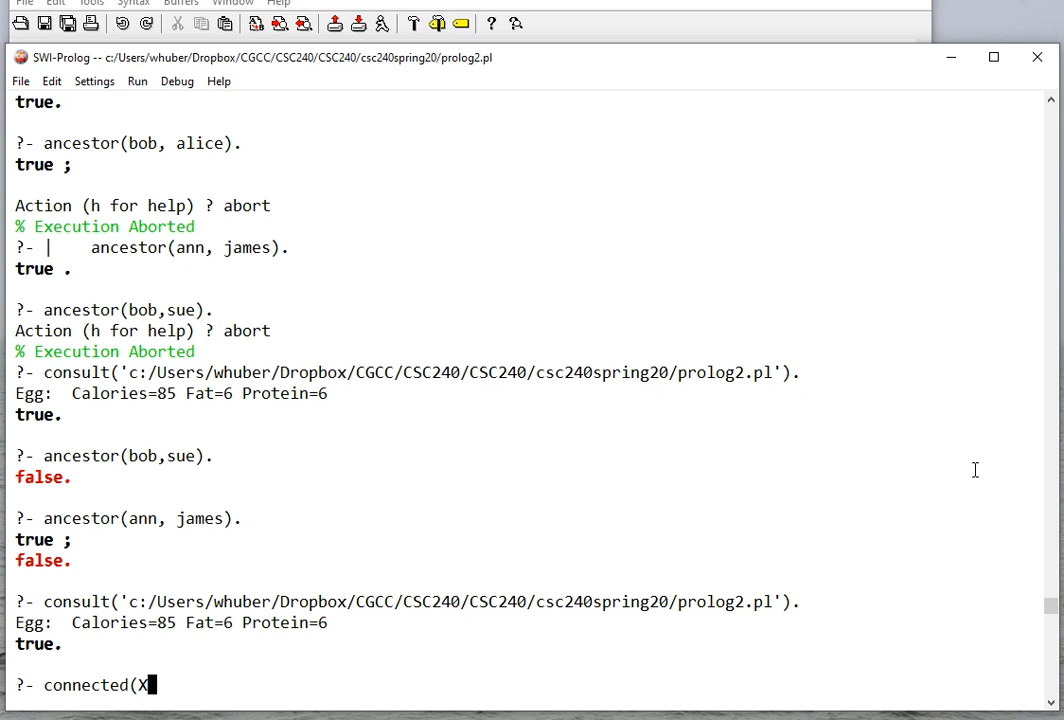 File Edit Tools Syntax Buffers Window Help
SWI-Prolog -- c:/Users/whuber/Dropbox/CGCC/CSC240/CSC240/csc240spring20/prolog2.pl
File Edit Settings Run Debug Help
true.
?- ancestor(bob, alice).
true ;
Action (h for help) ? abort
% Execution Aborted
?- |    ancestor(ann, james).
true .
?- ancestor(bob,sue).
Action (h for help) ? abort
% Execution Aborted
?- consult('c:/Users/whuber/Dropbox/CGCC/CSC240/CSC240/csc240spring20/prolog2.pl').
Egg:  Calories=85 Fat=6 Protein=6
true.
?- ancestor(bob,sue).
false.
?- ancestor(ann, james).
true ;
false.
?- consult('c:/Users/whuber/Dropbox/CGCC/CSC240/CSC240/csc240spring20/prolog2.pl').
Egg:  Calories=85 Fat=6 Protein=6
true.
?- connected(X